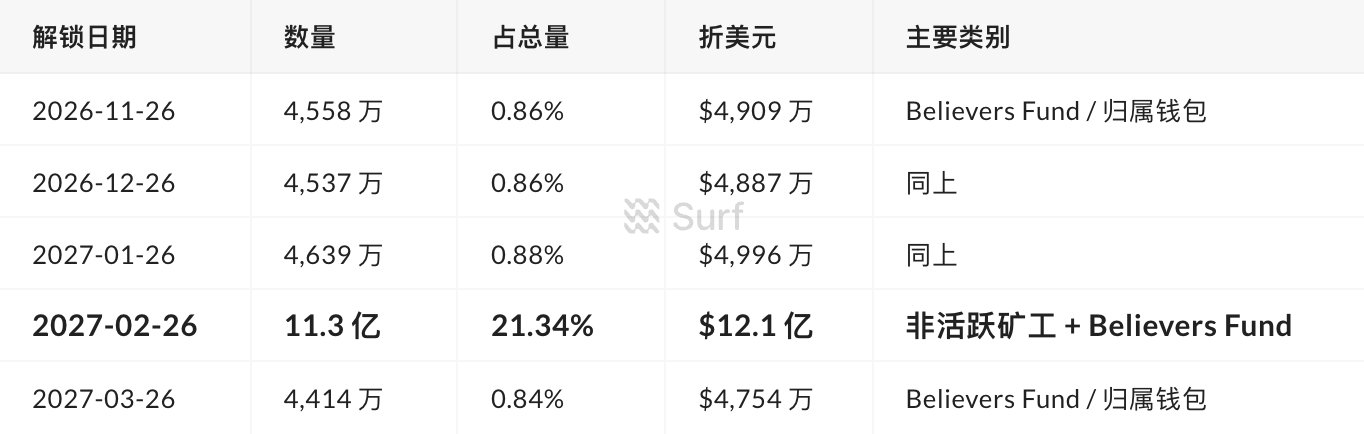 解锁日期 数量 占总量 折美元 主要类别
2026-11-26 4,558 万 0.86% $4,909 万 Believers Fund / 归属钱包
2026-12-26 4,537 万 0.86% $4,887 万 同上
Surf
2027-01-26 4,639 万 0.88% $4,996 万 同上
2027-02-26 11.3 亿 21.34% $12.1 亿 非活跃矿工 + Believers Fund
2027-03-26 4,414 万 0.84% $4,754 万 Believers Fund / 归属钱包